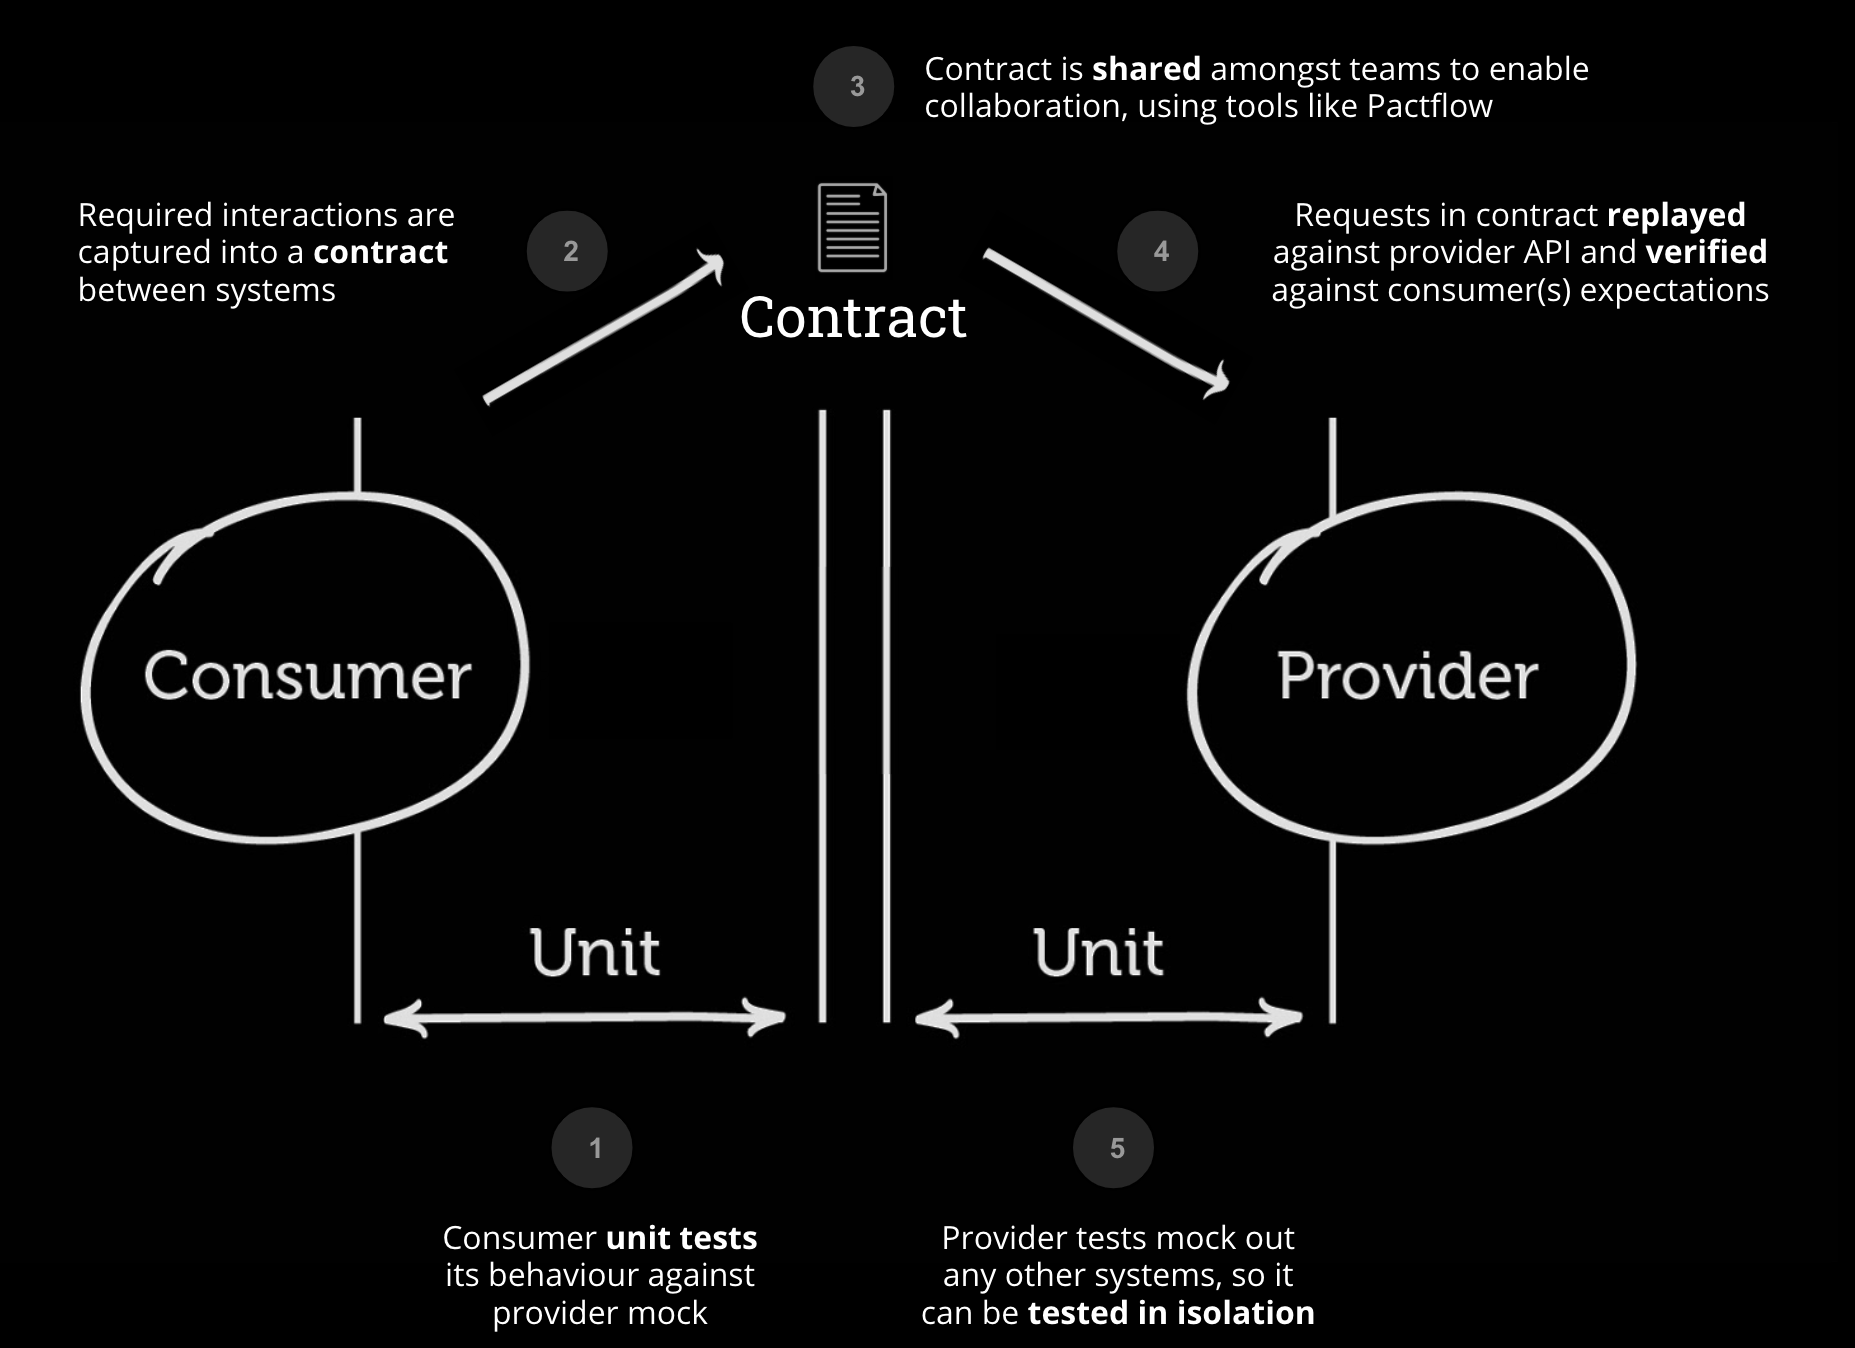 3
Contract is shared amongst teams to enable
collaboration, using tools like Pactflow
Required interactions are
captured into a contract
between systems
2
Contract
4
Requests in contract replayed
against provider API and verified
against consumer(s) expectations
Consumer
Provider
Unit
Unit
1
Consumer unit tests
its behaviour against
provider mock
5
Provider tests mock out
any other systems, so it
can be tested in isolation